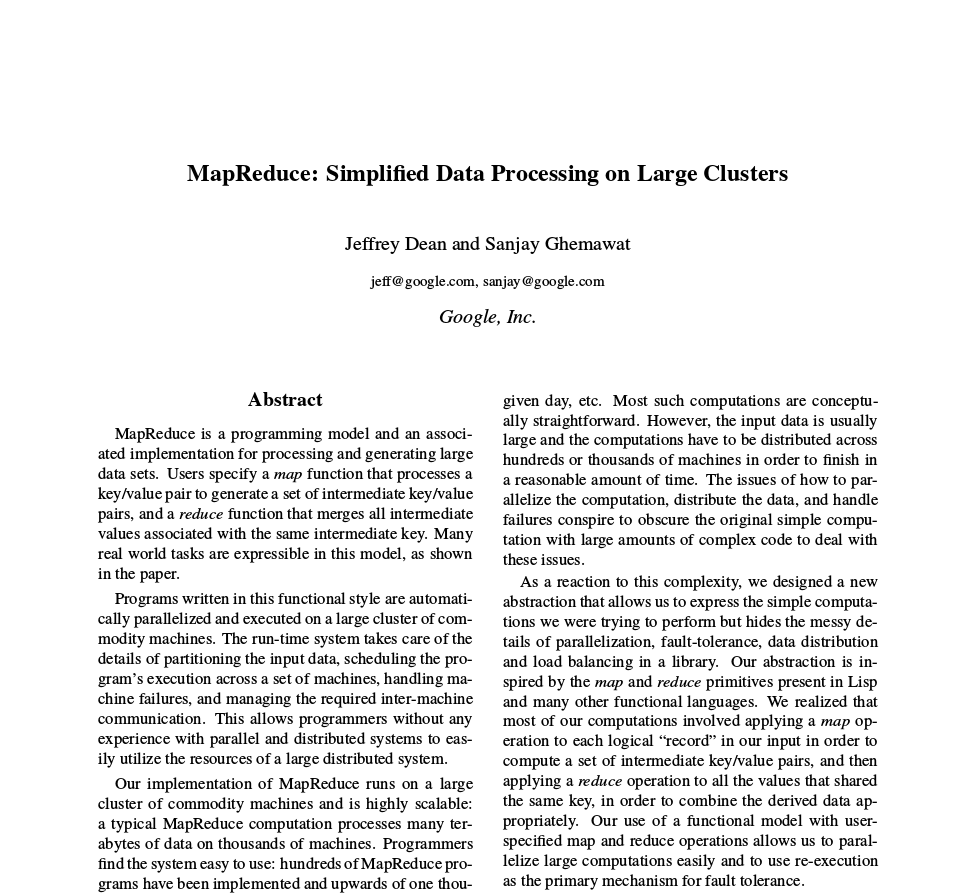 MapReduce: Simplified Data Processing on Large Clusters
Jeffrey Dean and Sanjay Ghemawat
jeff@google.com, sanjay@google.com
Google, Inc.
Abstract
MapReduce is a programming model and an associ-
ated implementation for processing and generating large
data sets. Users specify a map function that processes a
key/value pair to generate a set of intermediate key/value
pairs, and a reduce function that merges all intermediate
values associated with the same intermediate key. Many
real world tasks are expressible in this model, as shown
in the paper.
Programs written in this functional style are automati-
cally parallelized and executed on a large cluster of com-
modity machines. The run-time system takes care of the
details of partitioning the input data, scheduling the pro-
gram's execution across a set of machines, handling ma-
chine failures, and managing the required inter-machine
communication. This allows programmers without any
experience with parallel and distributed systems to eas-
ily utilize the resources of a large distributed system.
Our implementation of MapReduce runs on a large
cluster of commodity machines and is highly scalable:
a typical MapReduce computation processes many ter-
abytes of data on thousands of machines. Programmers
find the system easy to use: hundreds of MapReduce pro-
grams have been implemented and upwards of one thou-
given day, etc. Most such computations are conceptu-
ally straightforward. However, the input data is usually
large and the computations have to be distributed across
hundreds or thousands of machines in order to finish in
a reasonable amount of time. The issues of how to par-
allelize the computation, distribute the data, and handle
failures conspire to obscure the original simple compu-
tation with large amounts of complex code to deal with
these issues.
As a reaction to this complexity, we designed a new
abstraction that allows us to express the simple computa-
tions we were trying to perform but hides the messy de-
tails of parallelization, fault-tolerance, data distribution
and load balancing in a library. Our abstraction is in-
spired by the map and reduce primitives present in Lisp
and many other functional languages. We realized that
most of our computations involved applying a map op-
eration to each logical “record” in our input in order to
compute a set of intermediate key/value pairs, and then
applying a reduce operation to all the values that shared
the same key, in order to combine the derived data ap-
propriately. Our use of a functional model with user-
specified map and reduce operations allows us to paral-
lelize large computations easily and to use re-execution
as the primary mechanism for fault tolerance.